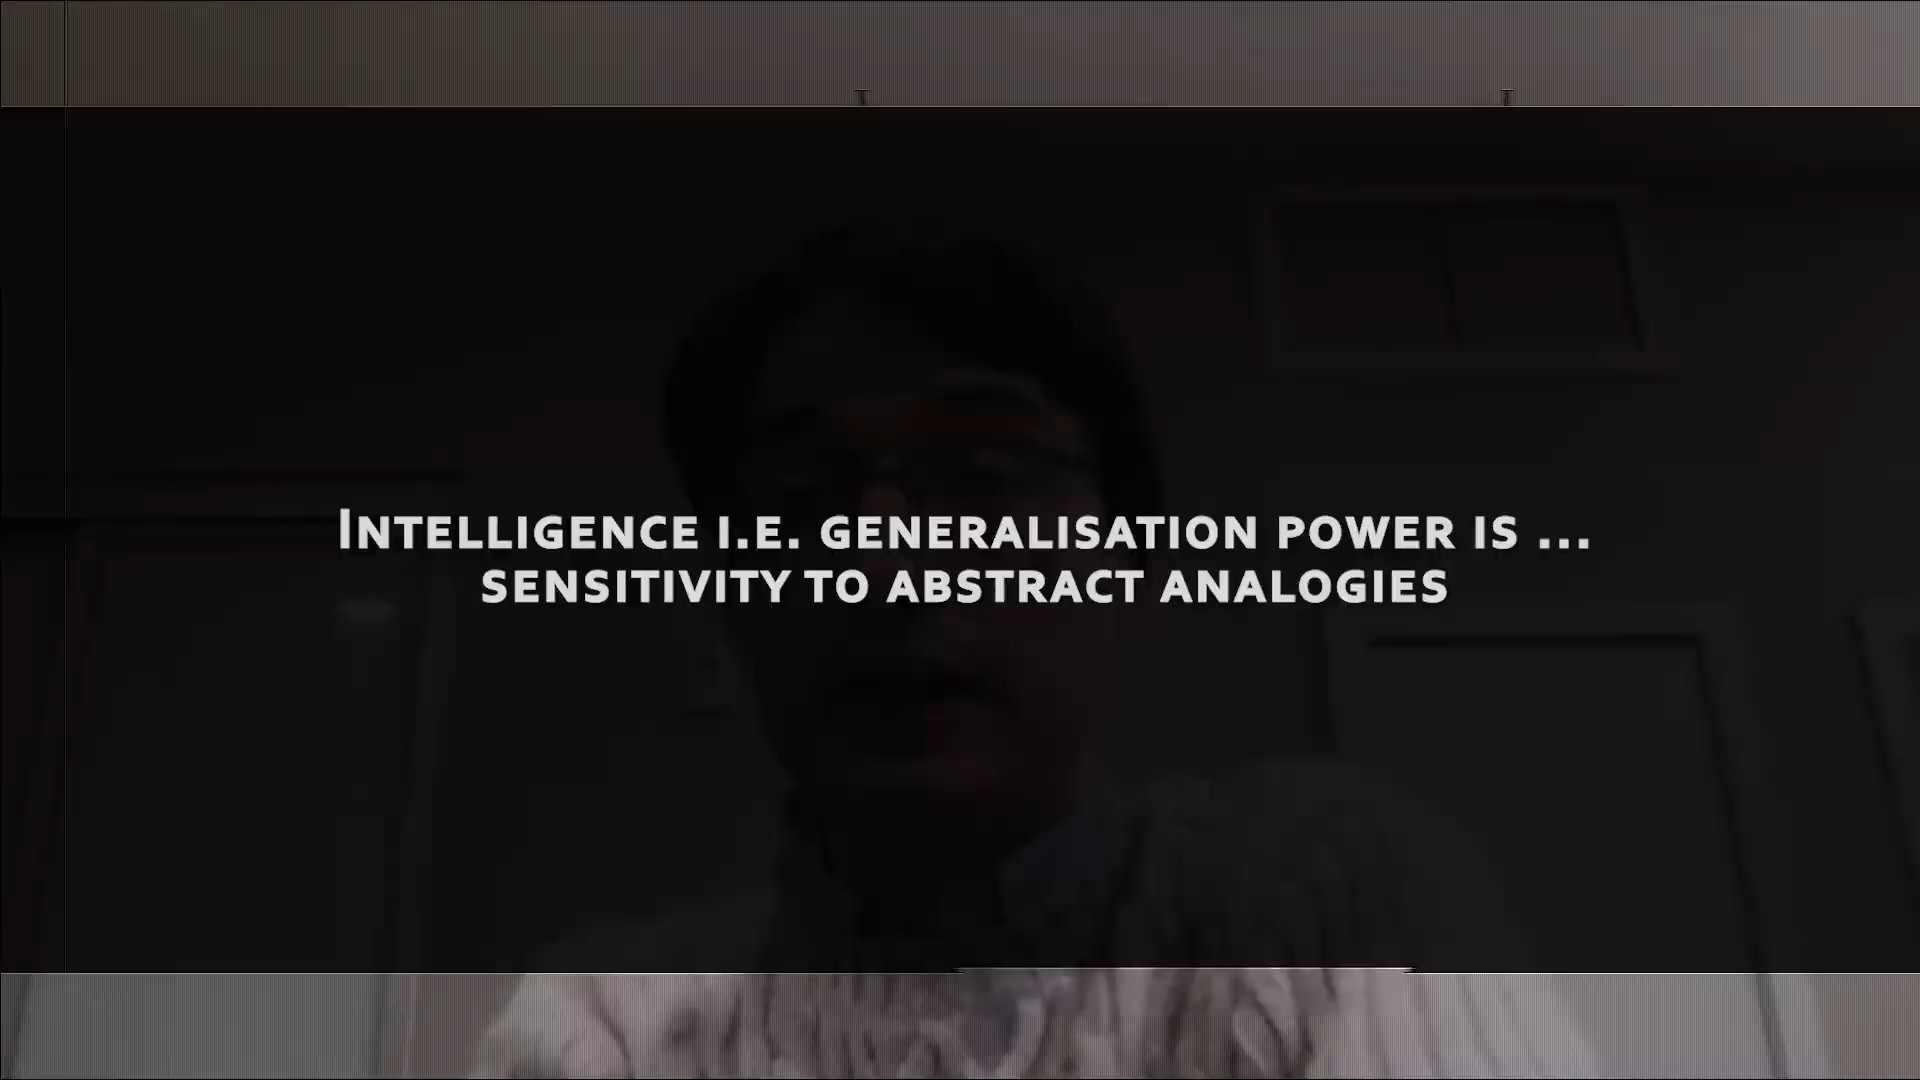 Intelligence i.e. generalisation power is ...
sensitivity to abstract analogies